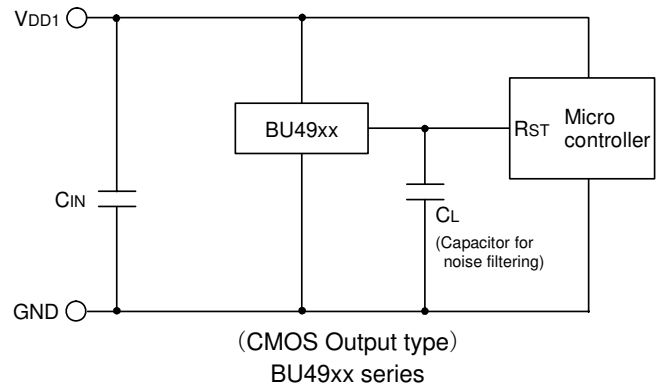 VDD1
BU49xx
RST
Micro
controller
CIN
CL
(Capacitor for
noise filtering)
GND
(CMOS Output type)
BU49xx series